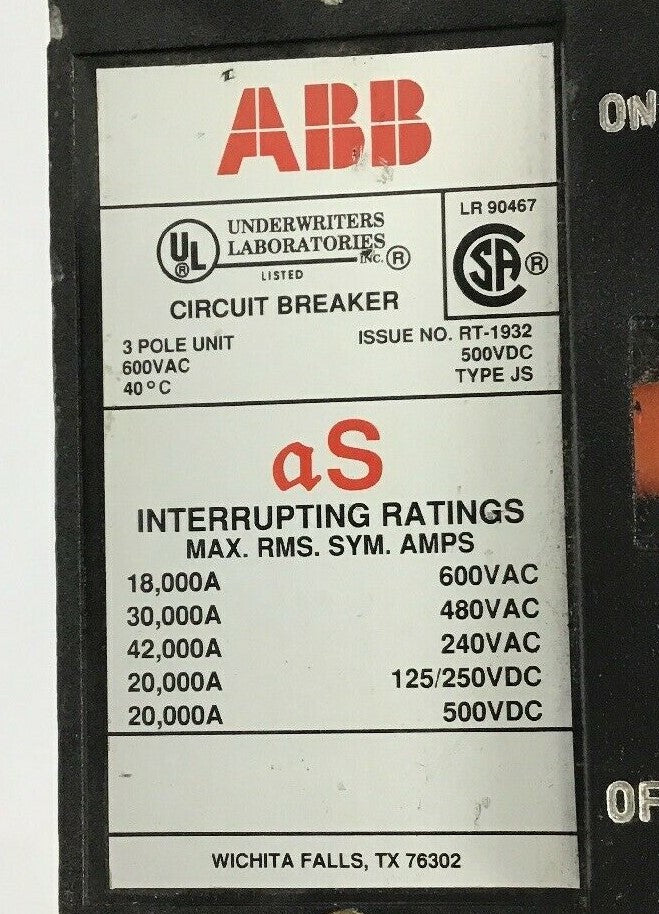 ABB
ON
UL ®
UNDERWRITERS
LABORATORIES
INC. ®
LISTED
CIRCUIT BREAKER
LR 90467
SA ®
3 POLE UNIT
600VAC
40°C
ISSUE NO. RT-1932
500VDC
TYPE JS
aS
INTERRUPTING RATINGS
MAX. RMS. SYM. AMPS
18,000A 600VAC
30,000A 480VAC
42,000A 240VAC
20,000A 125/250VDC
20,000A 500VDC
OF
WICHITA FALLS, TX 76302